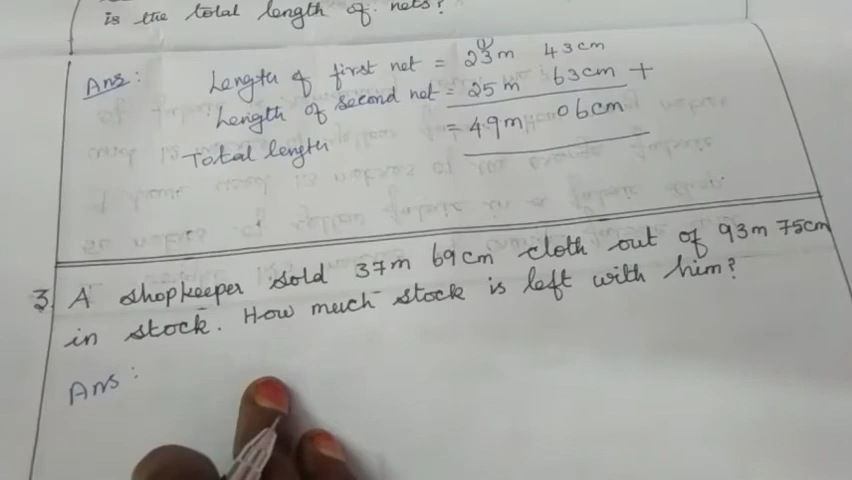 is the total length of nets?
Ans: Length of first net = 23m 43cm
1
Length of second net = 25m 63cm +
Total length = 49m 06cm
3. A shopkeeper sold 37m 69cm cloth out of 93m 75cm
in stock. How much stock is left with him?
Ans: